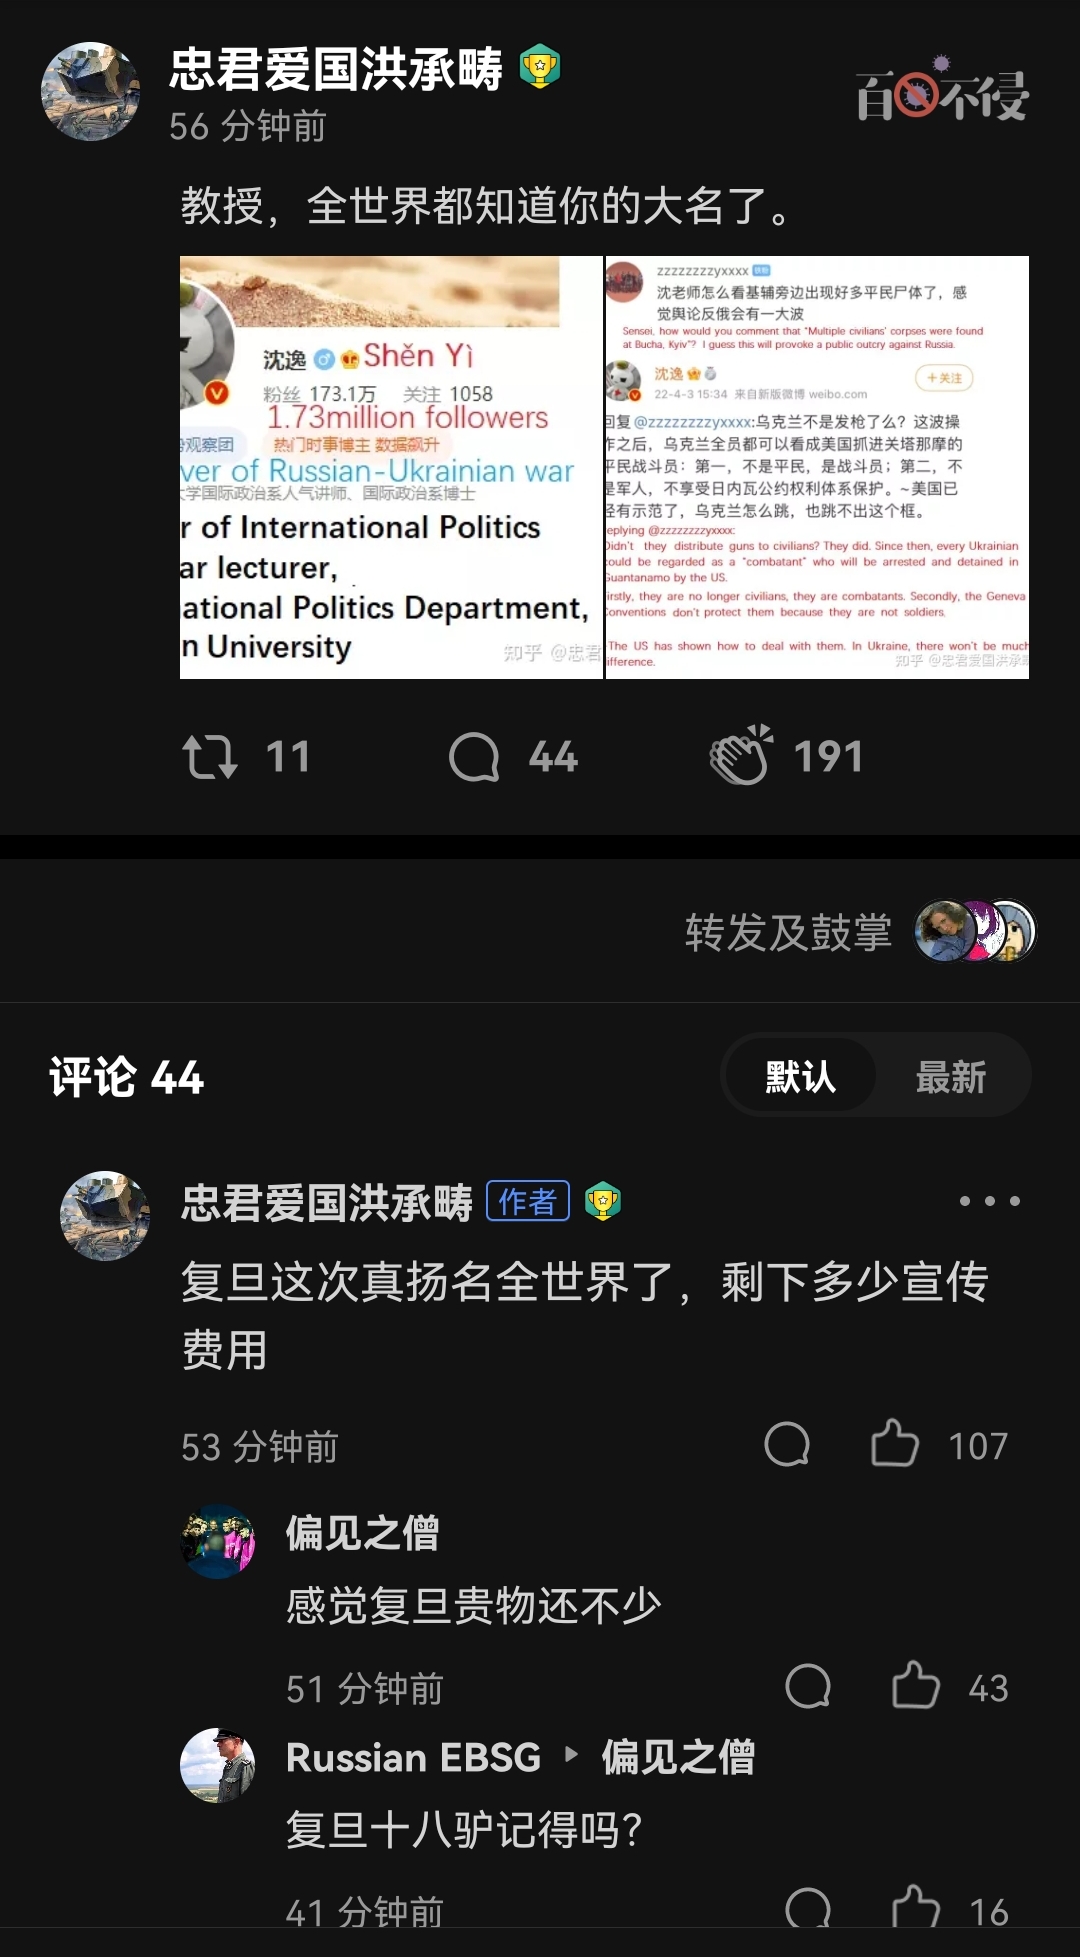 忠君爱国洪承畴
56 分钟前
百 不侵
教授，全世界都知道你的大名了。
沈逸 Shěn Yì
粉丝 173.1万 关注 1058
1.73million followers
观察团 热门时事博主 数据飙升
ver of Russian-Ukrainian war
大学国际政治系人气讲师、国际政治系博士
r of International Politics
ar lecturer,
ational Politics Department,
n University
知乎 @忠君
zzzzzzzzyxxxx 铁粉
沈老师怎么看基辅旁边出现好多平民尸体了，感
觉舆论反俄会有一大波
Sensei, how would you comment that "Multiple civilians' corpses were found
at Bucha, Kyiv"? I guess this will provoke a public outcry against Russia.
沈逸
+关注
22-4-3 15:34 来自新版微博 weibo.com
回复@zzzzzzzzyxxxx:乌克兰不是发枪了么？这波操
作之后，乌克兰全员都可以看成美国抓进关塔那摩的
平民战斗员：第一，不是平民，是战斗员；第二，不
是军人，不享受日内瓦公约权利体系保护。~美国已
经有示范了，乌克兰怎么跳，也跳不出这个框。
eplying @zzzzzzzzyxxxx:
Didn't they distribute guns to civilians? They did. Since then, every Ukrainian
could be regarded as a "combatant" who will be arrested and detained in
Guantanamo by the US.
irstly, they are no longer civilians, they are combatants. Secondly, the Geneva
Conventions don't protect them because they are not soldiers.
The US has shown how to deal with them. In Ukraine, there won't be much
ifference.
知乎 @忠君爱国洪承畴
11
44
191
转发及鼓掌
评论 44
默认
最新
忠君爱国洪承畴 作者
复旦这次真扬名全世界了，剩下多少宣传
费用
53 分钟前
107
偏见之僧
感觉复旦贵物还不少
51 分钟前
43
Russian EBSG ▸ 偏见之僧
复旦十八驴记得吗？
41 分钟前
16